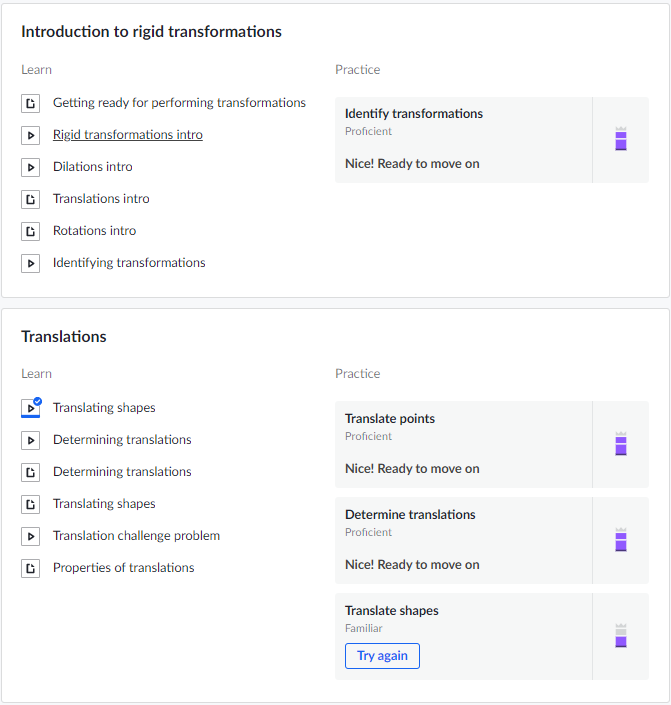 Introduction to rigid transformations
Learn
Getting ready for performing transformations
Rigid transformations intro
Dilations intro
Translations intro
Rotations intro
Identifying transformations
Practice
Identify transformations
Proficient
Nice! Ready to move on
Translations
Learn
Translating shapes
Determining translations
Determining translations
Translating shapes
Translation challenge problem
Properties of translations
Practice
Translate points
Proficient
Nice! Ready to move on
Determine translations
Proficient
Nice! Ready to move on
Translate shapes
Familiar
Try again